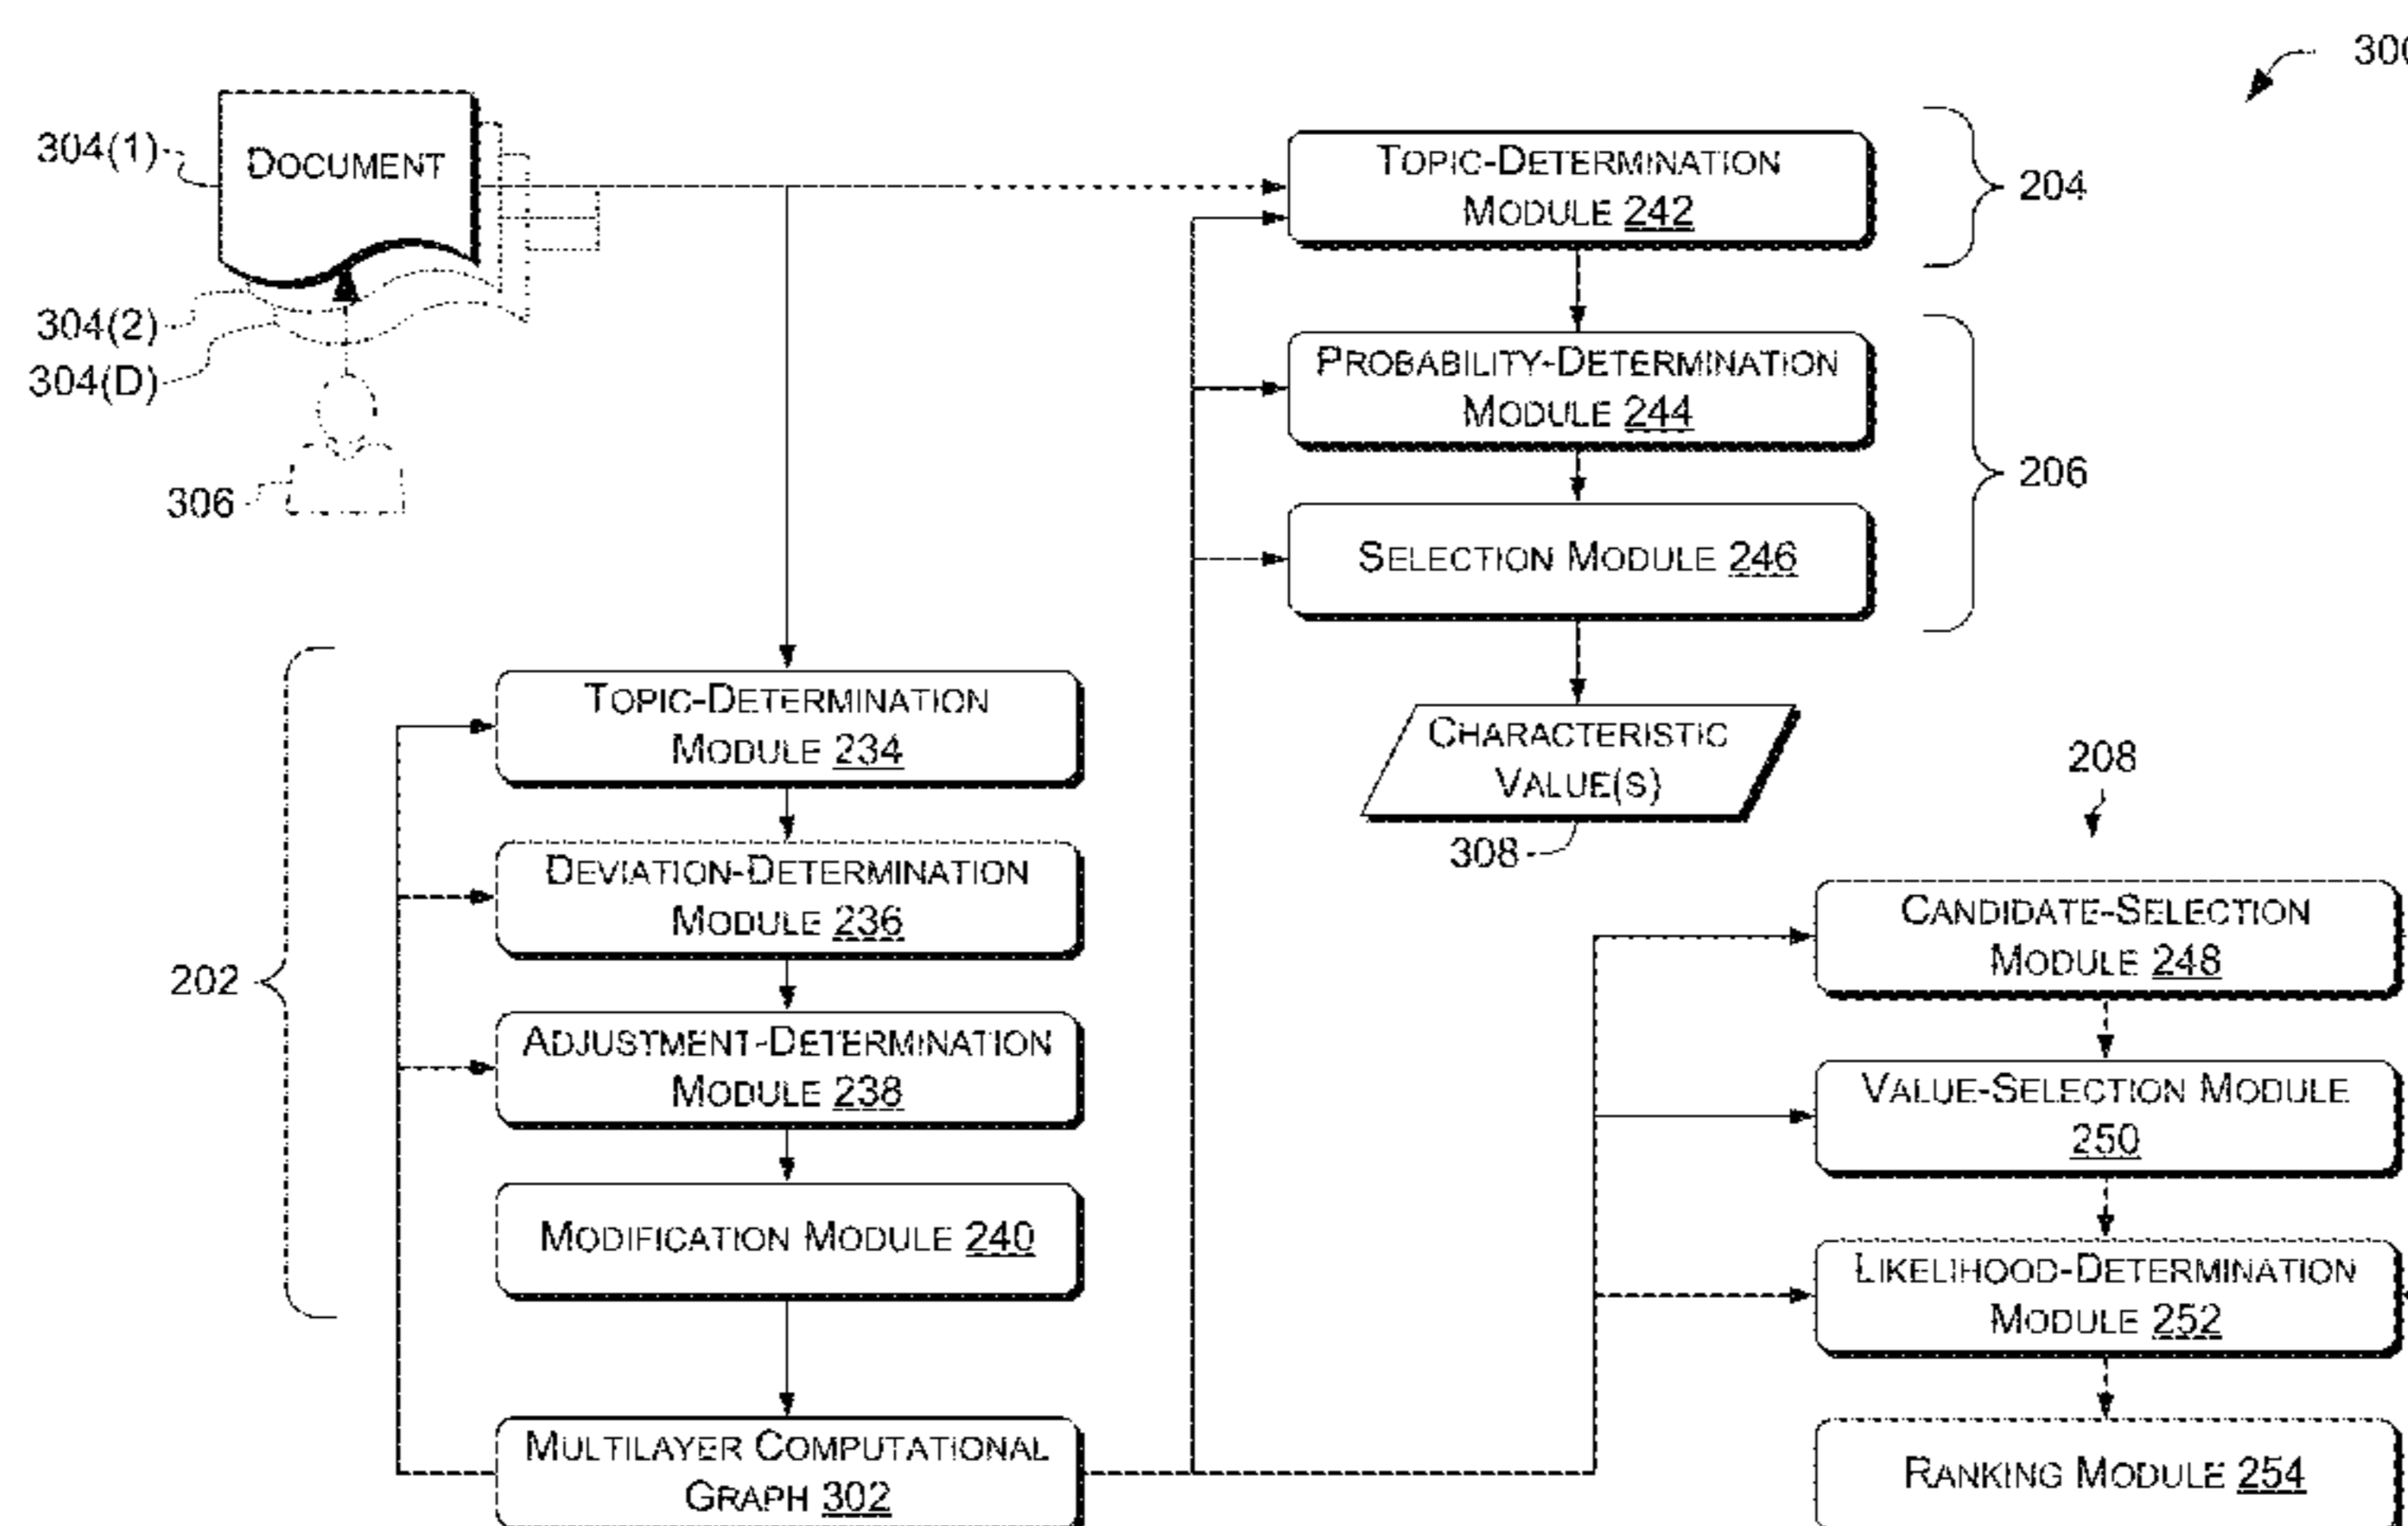 300
304(1)
DOCUMENT
304(2)
304(D)
306
TOPIC-DETERMINATION
MODULE 242
204
PROBABILITY-DETERMINATION
MODULE 244
206
SELECTION MODULE 246
CHARACTERISTIC
VALUE(S)
308
202
TOPIC-DETERMINATION
MODULE 234
DEVIATION-DETERMINATION
MODULE 236
ADJUSTMENT-DETERMINATION
MODULE 238
MODIFICATION MODULE 240
MULTILAYER COMPUTATIONAL
GRAPH 302
208
CANDIDATE-SELECTION
MODULE 248
VALUE-SELECTION MODULE
250
LIKELIHOOD-DETERMINATION
MODULE 252
RANKING MODULE 254